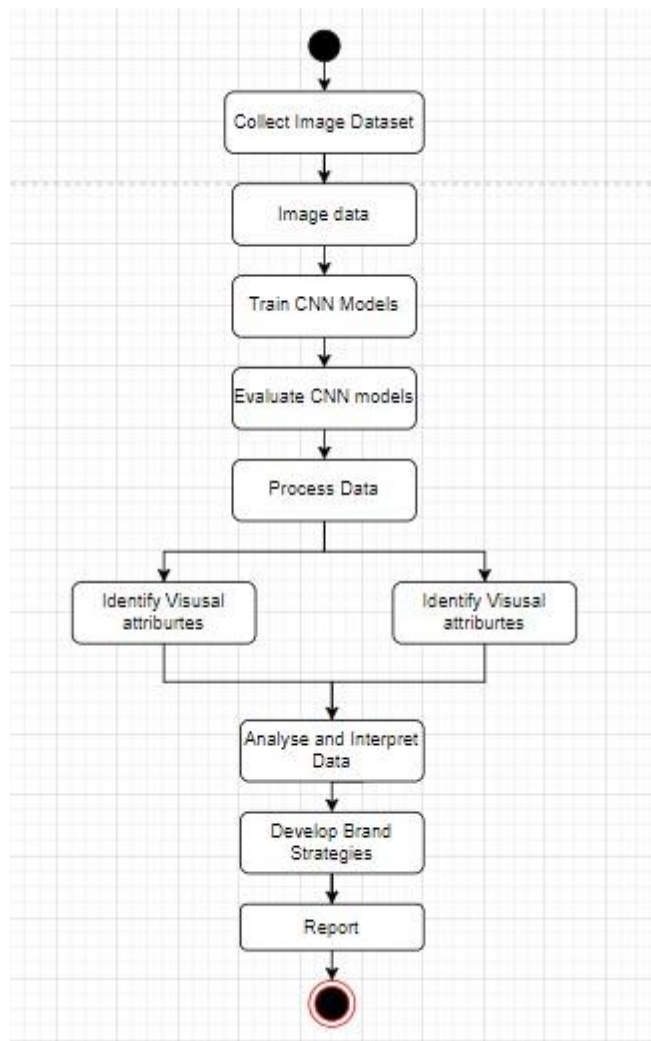 Collect Image Dataset
Image data
Train CNN Models
Evaluate CNN models
Process Data
Identify Visusal
attriburtes
Identify Visusal
attriburtes
Analyse and Interpret
Data
Develop Brand
Strategies
Report